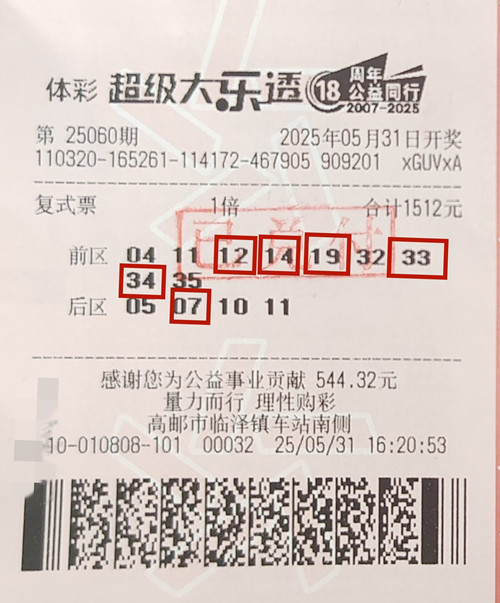 体彩 超级大乐透 18 周年公益同行 2007-2025
第 25060期 2025年05月31日开奖
110320-165261-114172-467905 909201 xGUVxA
复式票 1倍 合计1512元
已兑付
前区 04 11 12 14 19 32 33
34 35
后区 05 07 10 11
感谢您为公益事业贡献 544.32元
量力而行 理性购彩
高邮市临泽镇车站南侧
10-010808-101 00032 25/05/31 16:20:53